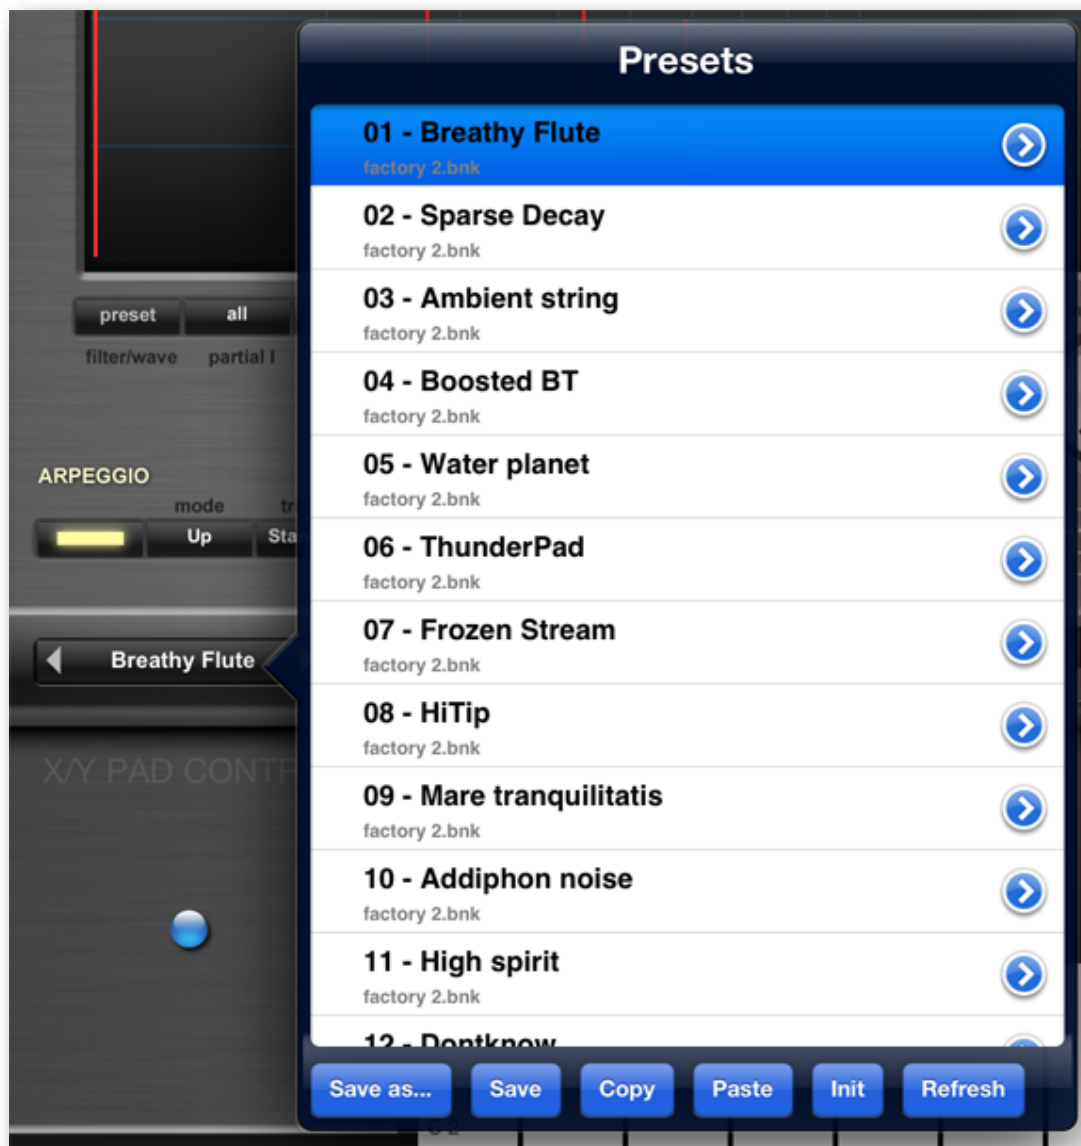 Presets
01 - Breathy Flute
factory 2.bnk
02 - Sparse Decay
factory 2.bnk
03 - Ambient string
factory 2.bnk
04 - Boosted BT
factory 2.bnk
05 - Water planet
factory 2.bnk
06 - ThunderPad
factory 2.bnk
07 - Frozen Stream
factory 2.bnk
08 - HiTip
factory 2.bnk
09 - Mare tranquilitatis
factory 2.bnk
10 - Addiphon noise
factory 2.bnk
11 - High spirit
factory 2.bnk
12 - Dontknow
Save as... Save Copy Paste Init Refresh
preset all
filter/wave partial I
ARPEGGIO
mode
Up
Breathy Flute
X/Y PAD
C 2